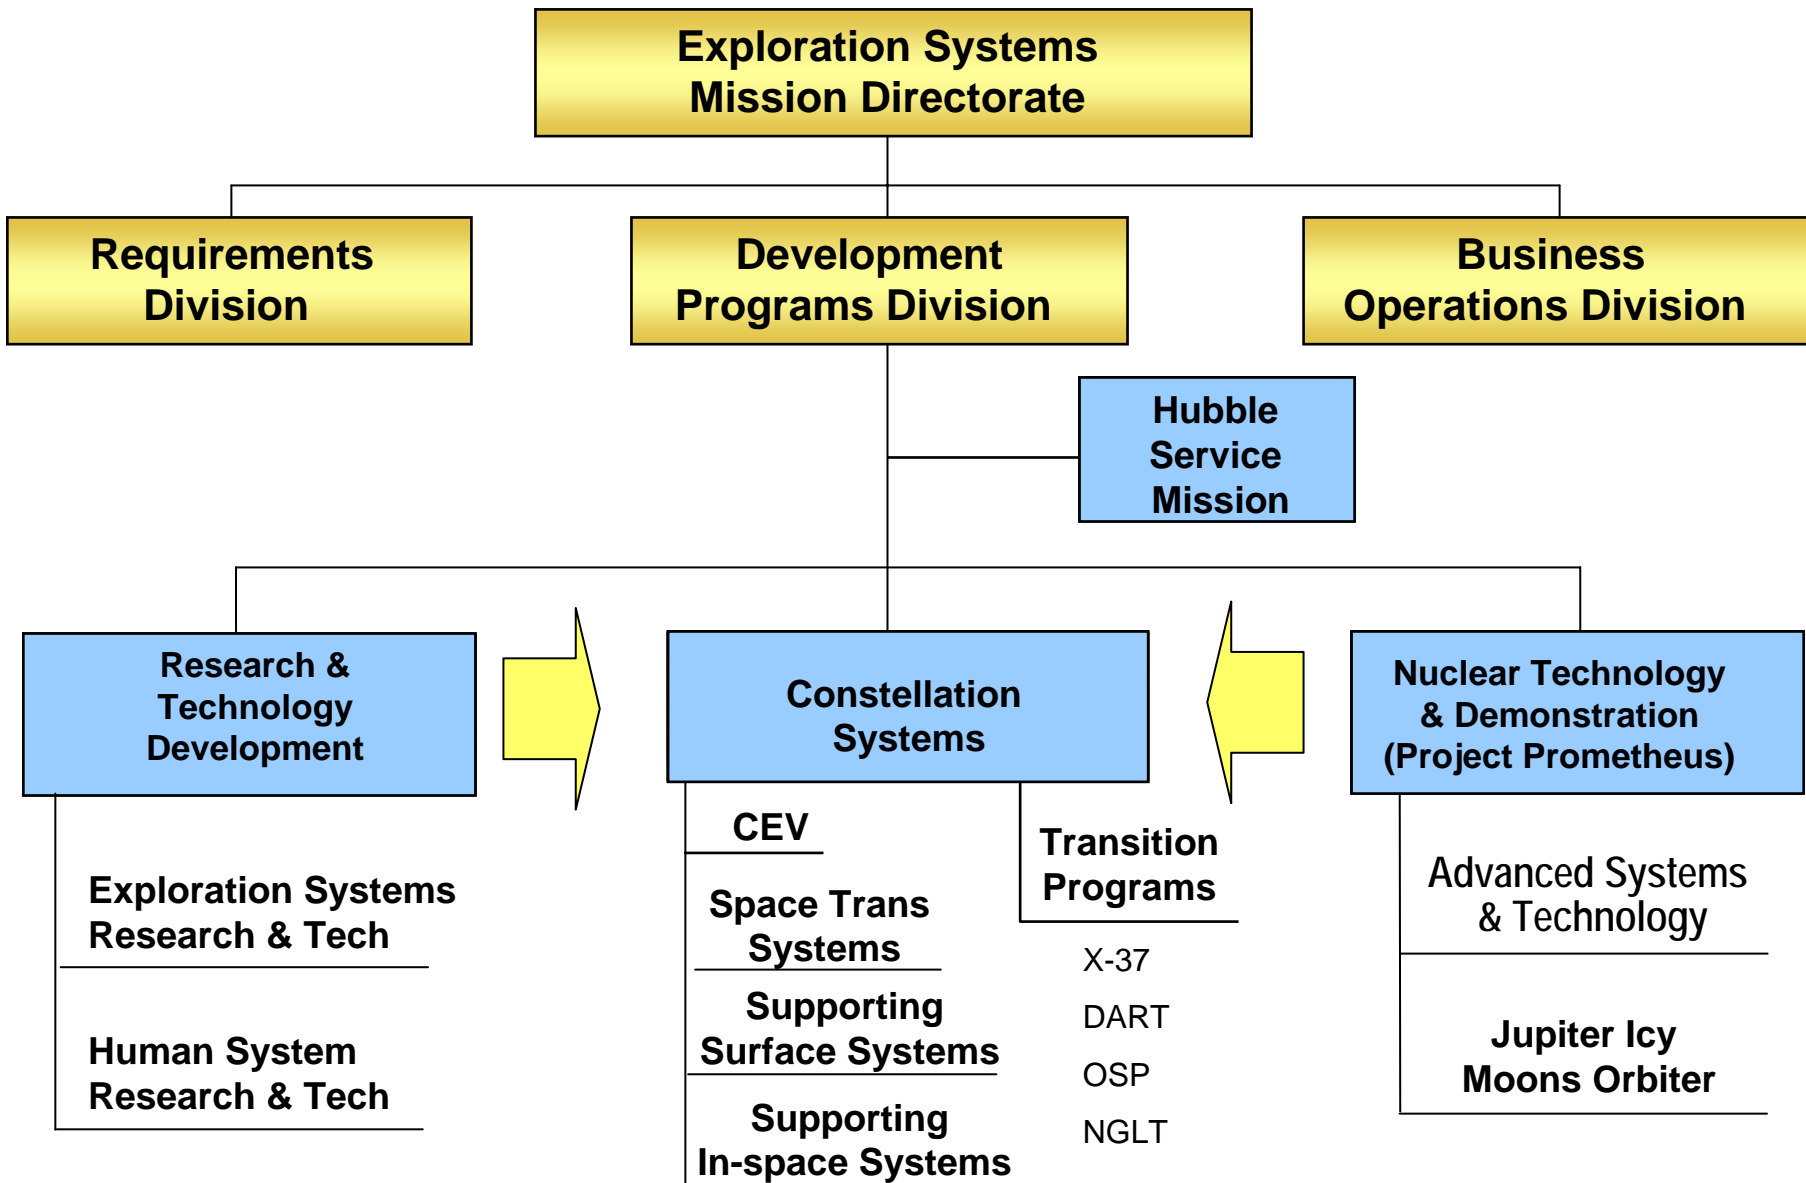 Exploration Systems
Mission Directorate
Requirements
Division
Development
Programs Division
Business
Operations Division
Hubble
Service
Mission
Research &
Technology
Development
Constellation
Systems
Nuclear Technology
& Demonstration
(Project Prometheus)
Exploration Systems
Research & Tech
Human System
Research & Tech
CEV
Space Trans
Systems
Supporting
Surface Systems
Supporting
In-space Systems
Transition
Programs
X-37
DART
OSP
NGLT
Advanced Systems
& Technology
Jupiter Icy
Moons Orbiter